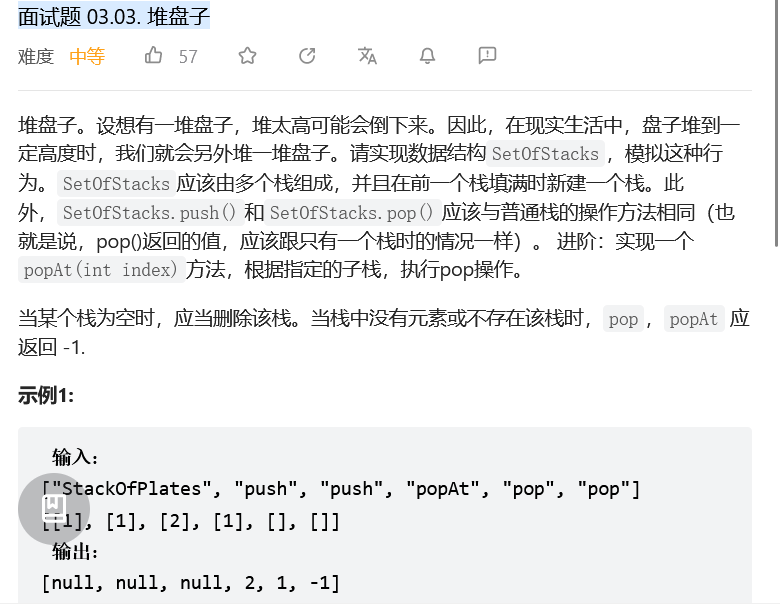 面试题 03.03. 堆盘子
难度 中等 57
堆盘子。设想有一堆盘子，堆太高可能会倒下来。因此，在现实生活中，盘子堆到一
定高度时，我们就会另外堆一堆盘子。请实现数据结构 SetOfStacks ，模拟这种行
为。 SetOfStacks 应该由多个栈组成，并且在前一个栈填满时新建一个栈。此
外， SetOfStacks.push() 和 SetOfStacks.pop() 应该与普通栈的操作方法相同（也
就是说，pop()返回的值，应该跟只有一个栈时的情况一样）。 进阶：实现一个
popAt(int index) 方法，根据指定的子栈，执行pop操作。
当某个栈为空时，应当删除该栈。当栈中没有元素或不存在该栈时， pop ， popAt 应
返回 -1.
示例1:
输入：
["StackOfPlates", "push", "push", "popAt", "pop", "pop"]
[[1], [1], [2], [1], [], []]
输出：
[null, null, null, 2, 1, -1]